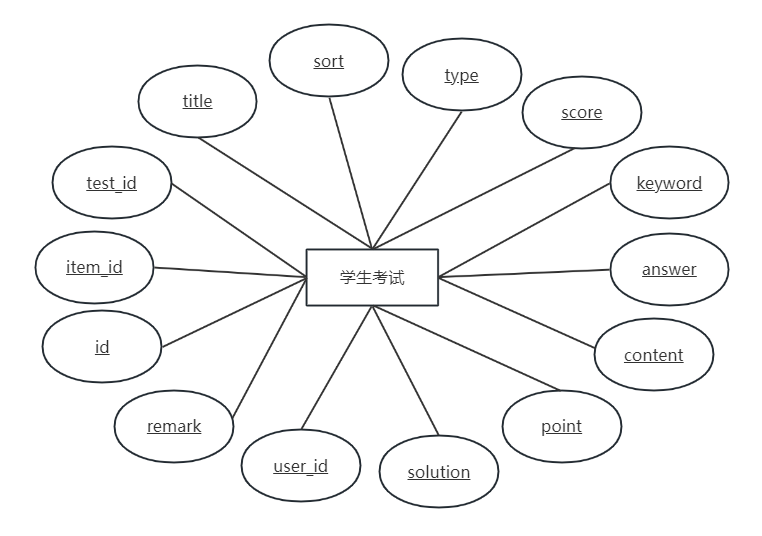 sort
type
title
score
test_id
keyword
item_id
answer
学生考试
id
content
remark
point
user_id
solution